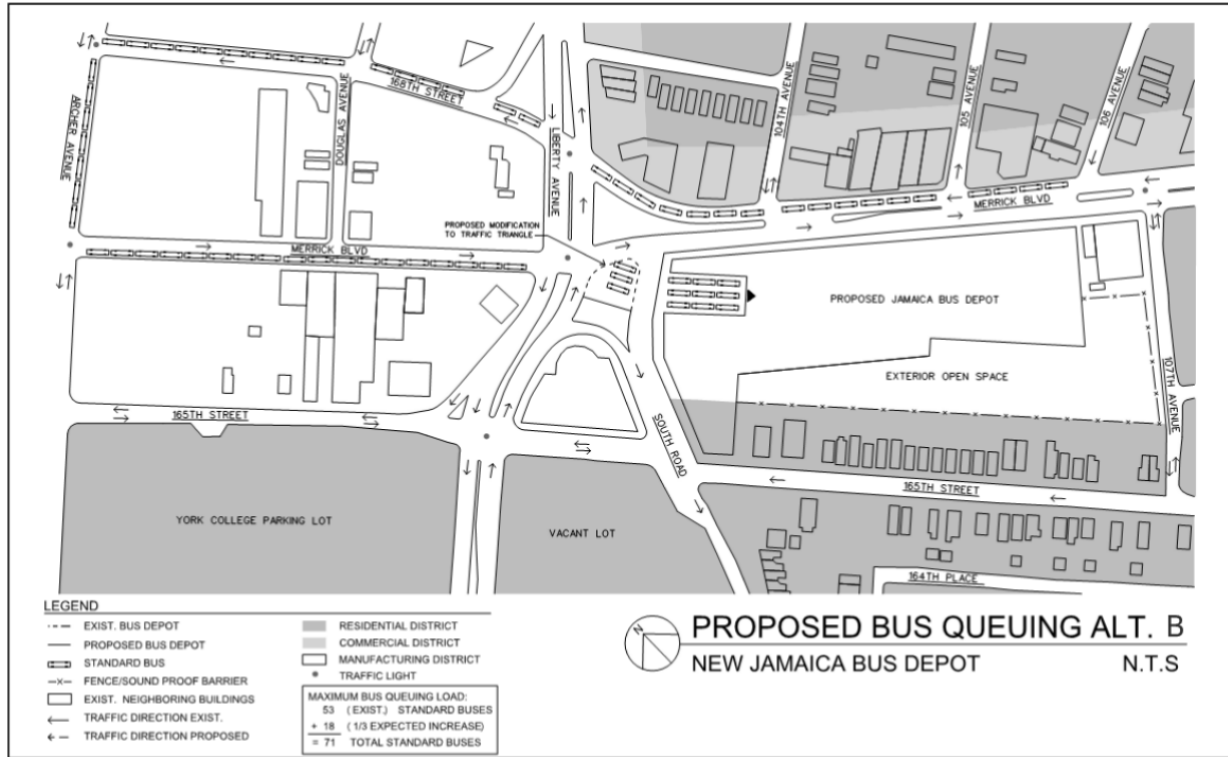 168TH STREET
DOUGLAS AVENUE
ARCHER AVENUE
LIBERTY AVENUE
104TH AVENUE
105 AVENUE
106 AVENUE
MERRICK BLVD
PROPOSED MODIFICATION
TO TRAFFIC TRIANGLE
MERRICK BLVD
PROPOSED JAMAICA BUS DEPOT
EXTERIOR OPEN SPACE
107TH AVENUE
165TH STREET
SOUTH ROAD
165TH STREET
YORK COLLEGE PARKING LOT
VACANT LOT
164TH PLACE
LEGEND
EXIST. BUS DEPOT
PROPOSED BUS DEPOT
STANDARD BUS
FENCE/SOUND PROOF BARRIER
EXIST. NEIGHBORING BUILDINGS
TRAFFIC DIRECTION EXIST.
TRAFFIC DIRECTION PROPOSED
RESIDENTIAL DISTRICT
COMMERCIAL DISTRICT
MANUFACTURING DISTRICT
TRAFFIC LIGHT
MAXIMUM BUS QUEUING LOAD:
53 (EXIST.) STANDARD BUSES
+ 18 (1/3 EXPECTED INCREASE)
= 71 TOTAL STANDARD BUSES
N
PROPOSED BUS QUEUING ALT. B
NEW JAMAICA BUS DEPOT N.T.S